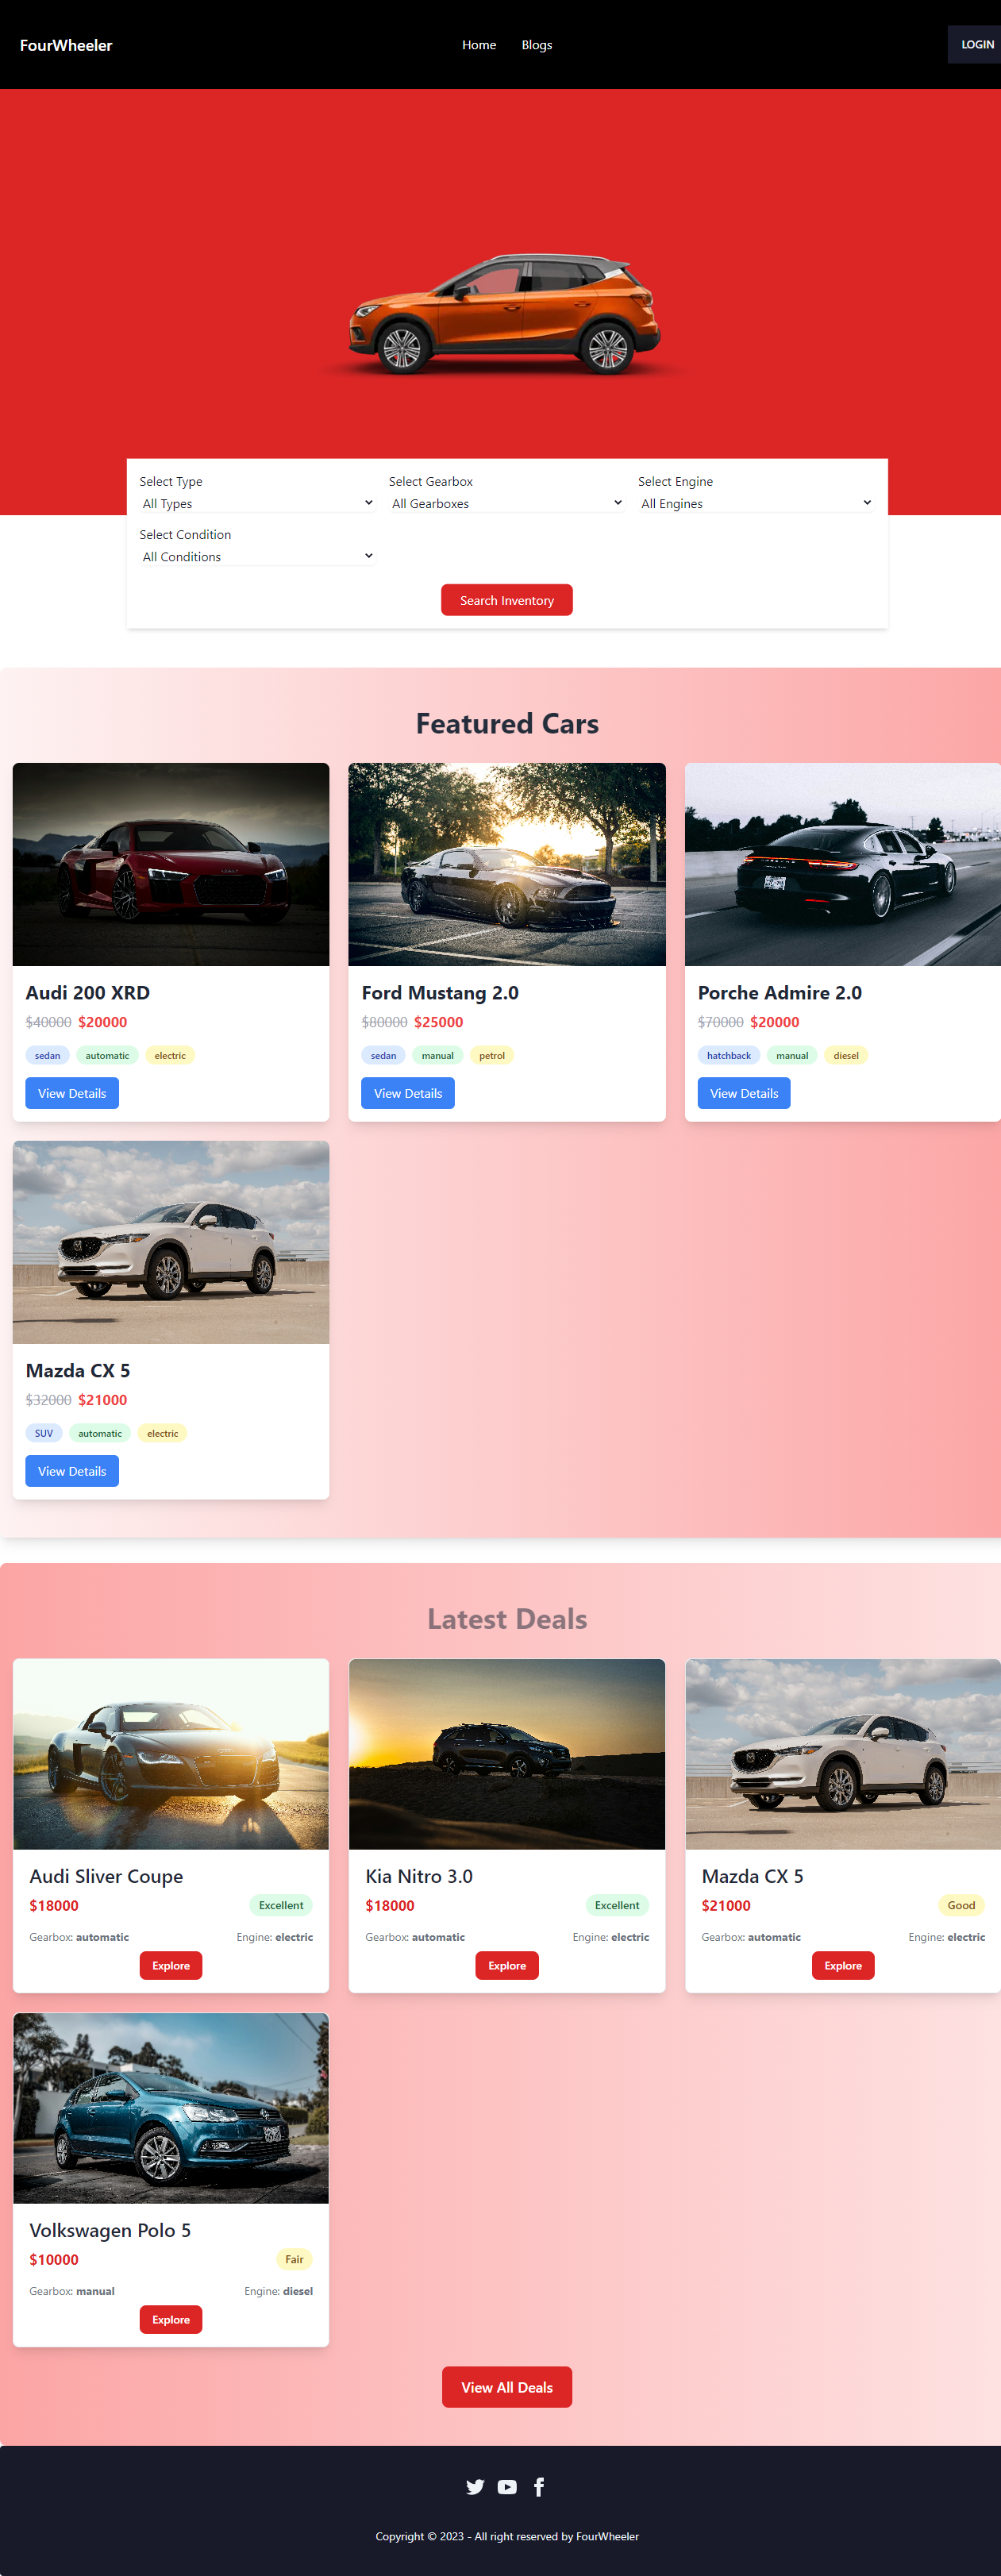 FourWheeler
Home Blogs
LOGIN
Select Type Select Gearbox Select Engine
All Types All Gearboxes All Engines
Select Condition
All Conditions
Search Inventory
Featured Cars
Audi 200 XRD
$40000 $20000
sedan automatic electric
View Details
Ford Mustang 2.0
$80000 $25000
sedan manual petrol
View Details
Porche Admire 2.0
$70000 $20000
hatchback manual diesel
View Details
Mazda CX 5
$32000 $21000
SUV automatic electric
View Details
Latest Deals
Audi Sliver Coupe
$18000 Excellent
Gearbox: automatic Engine: electric
Explore
Kia Nitro 3.0
$18000 Excellent
Gearbox: automatic Engine: electric
Explore
Mazda CX 5
$21000 Good
Gearbox: automatic Engine: electric
Explore
Volkswagen Polo 5
$10000 Fair
Gearbox: manual Engine: diesel
Explore
View All Deals
Copyright © 2023 - All right reserved by FourWheeler